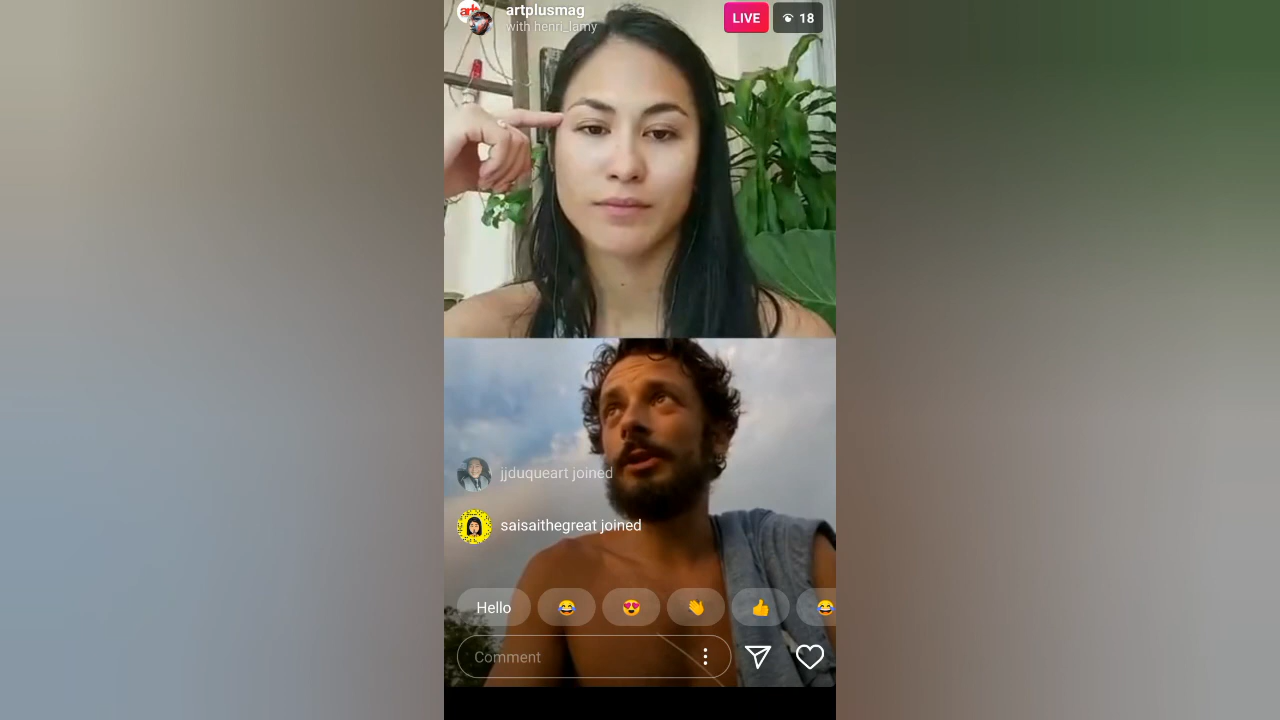 artplusmag
with henri_lamy
LIVE
18
jjduqueart joined
saisaithegreat joined
Hello
Comment